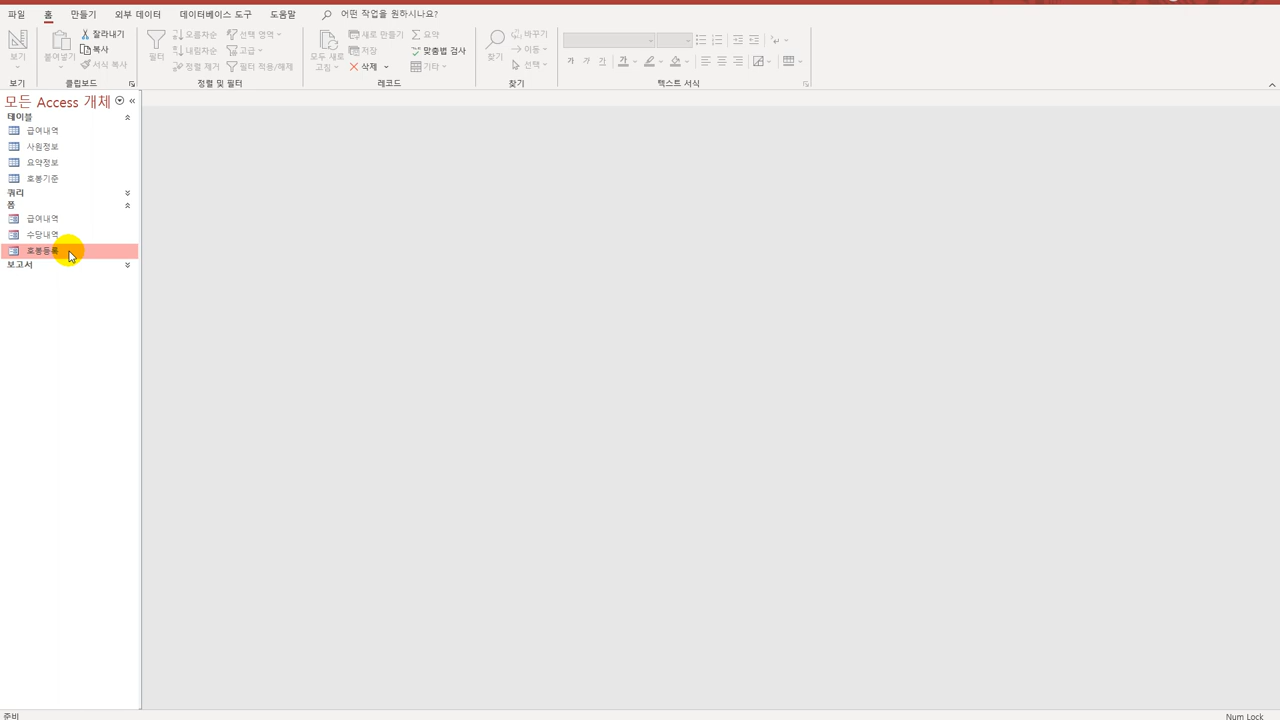 파일 홈 만들기 외부 데이터 데이터베이스 도구 도움말 어떤 작업을 원하시나요?
보기
붙여넣기
잘라내기
복사
서식 복사
필터
오름차순
내림차순
정렬 제거
선택 영역
고급
필터 적용/해제
모두 새로
고침
새로 만들기
저장
삭제
요약
맞춤법 검사
기타
찾기
바꾸기
이동
선택
가 가 가 가
보기 클립보드 정렬 및 필터 레코드 찾기 텍스트 서식
모든 Access 개체
테이블
급여내역
사원정보
요약정보
호봉기준
쿼리
폼
급여내역
수당내역
호봉등록
보고서
준비 Num Lock